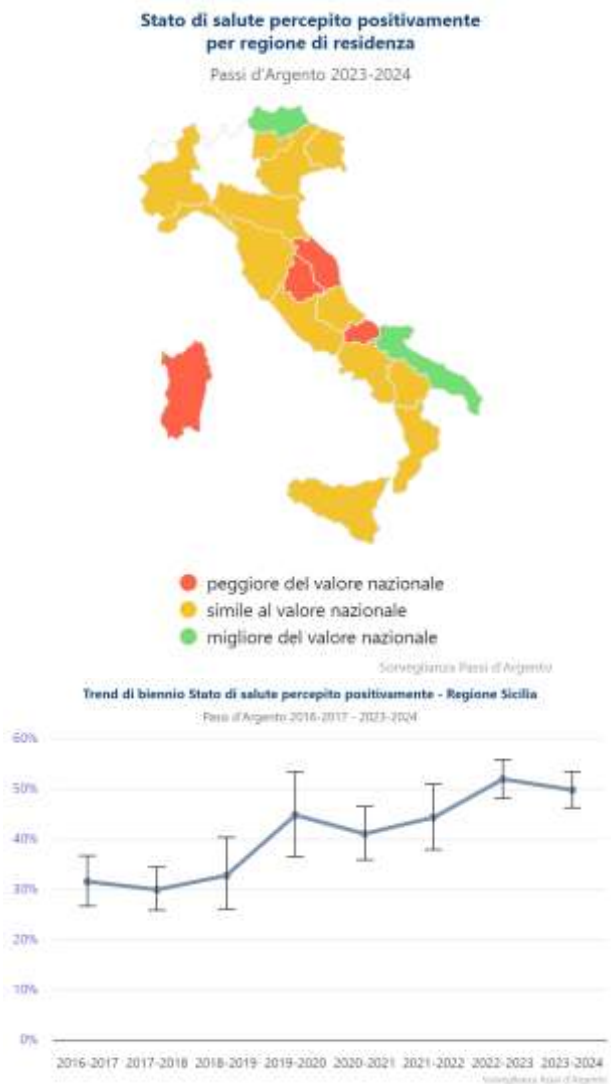 Stato di salute percepito positivamente
per regione di residenza
Passi d'Argento 2023-2024
peggiore del valore nazionale
simile al valore nazionale
migliore del valore nazionale
Sorveglianza Passi d'Argento
Trend di biennio Stato di salute percepito positivamente - Regione Sicilia
Passi d'Argento 2016-2017 - 2023-2024
60%
50%
40%
30%
20%
10%
0%
2016-2017 2017-2018 2018-2019 2019-2020 2020-2021 2021-2022 2022-2023 2023-2024
Sorveglianza Passi d'Argento